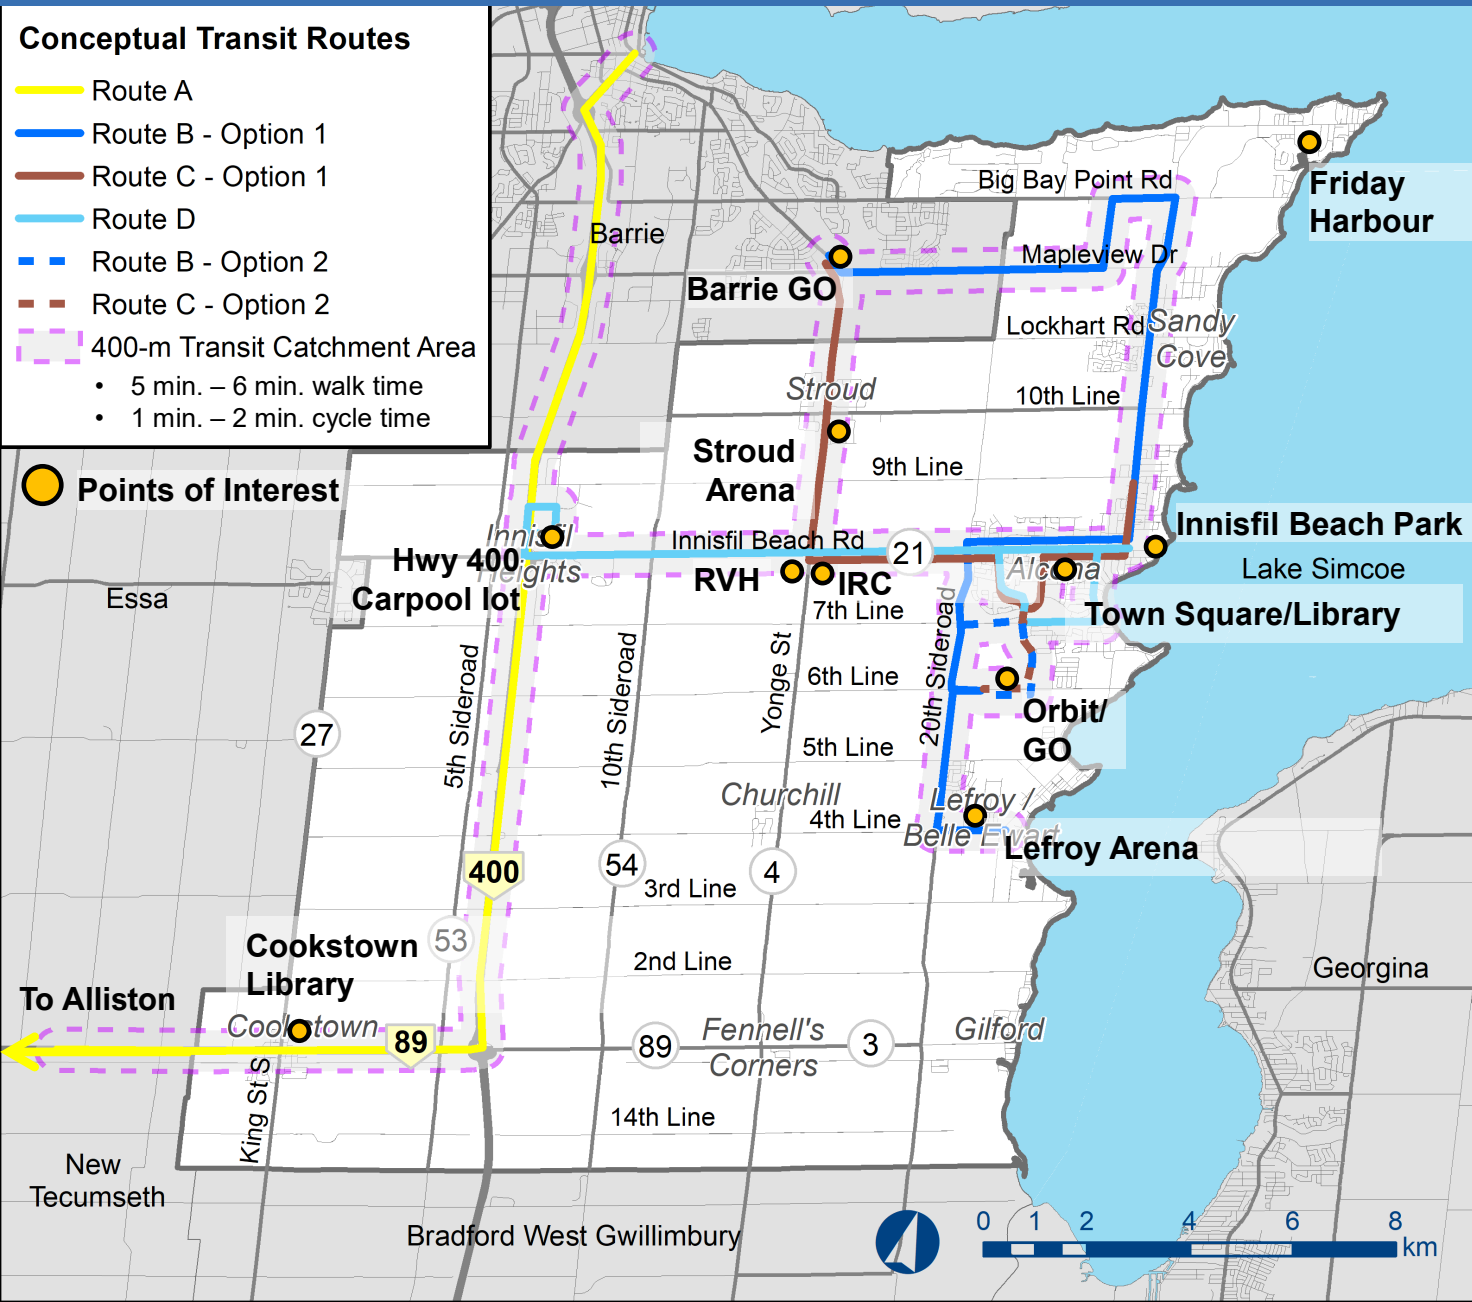 Conceptual Transit Routes
Route A
Route B - Option 1
Route C - Option 1
Route D
Route B - Option 2
Route C - Option 2
400-m Transit Catchment Area
• 5 min. – 6 min. walk time
• 1 min. – 2 min. cycle time
Points of Interest
Friday
Harbour
Big Bay Point Rd
Barrie
Mapleview Dr
Barrie GO
Lockhart Rd
Sandy
Cove
Stroud
10th Line
Stroud
Arena
9th Line
Innisfil Beach Park
Innisfil
Heights
Innisfil Beach Rd
21
Hwy 400
Carpool lot
RVH
IRC
Alcona
Lake Simcoe
Essa
7th Line
Town Square/Library
5th Sideroad
10th Sideroad
Yonge St
20th Sideroad
6th Line
27
Orbit/
GO
5th Line
Churchill
4th Line
Lefroy /
Belle Ewart
Lefroy Arena
400
54
4
3rd Line
53
Cookstown
Library
2nd Line
Georgina
To Alliston
Cookstown
89
89
Fennell's
Corners
3
Gilford
King St S
14th Line
New
Tecumseth
Bradford West Gwillimbury
0 1 2 4 6 8
km